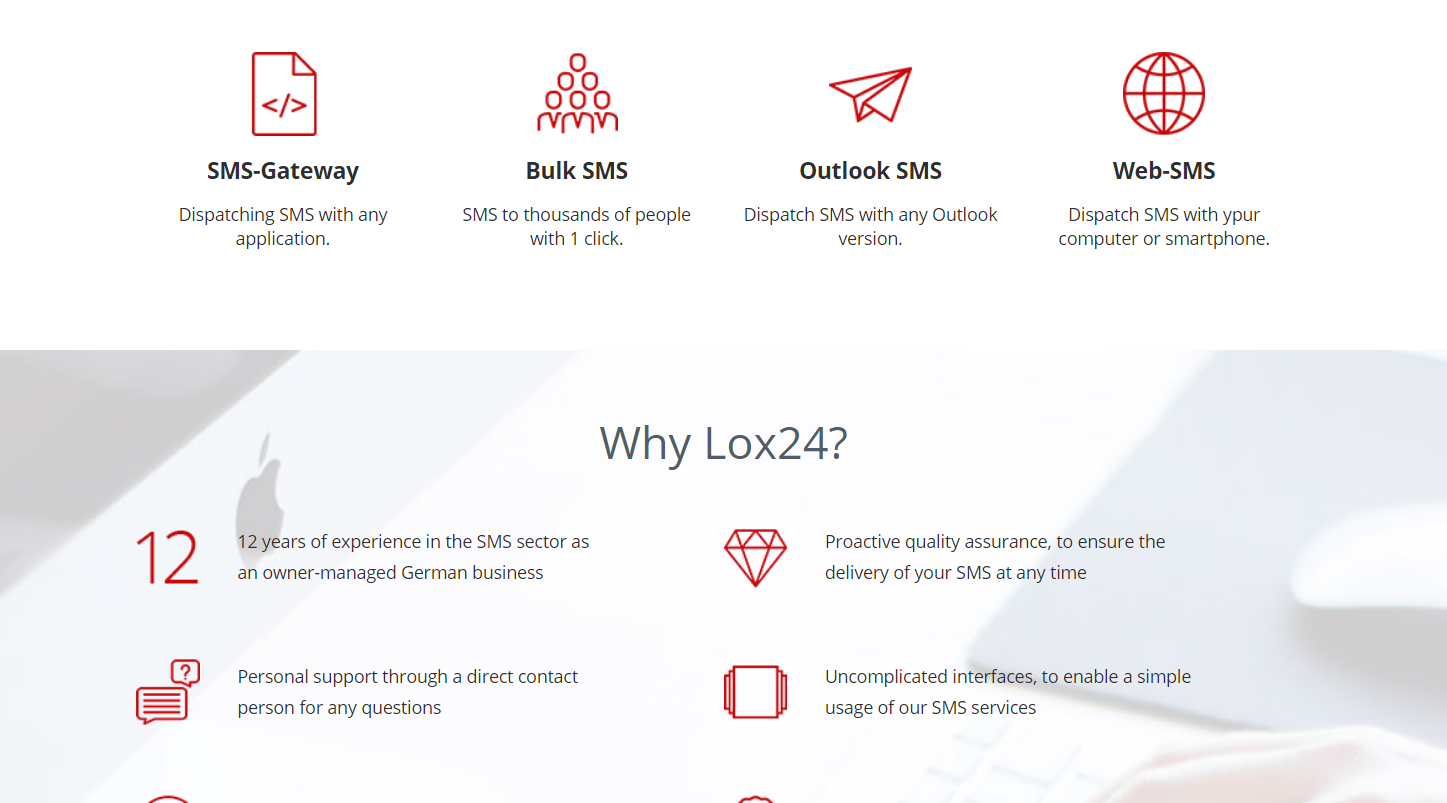 </>
SMS-Gateway
Dispatching SMS with any
application.
Bulk SMS
SMS to thousands of people
with 1 click.
Outlook SMS
Dispatch SMS with any Outlook
version.
Web-SMS
Dispatch SMS with ypur
computer or smartphone.
Why Lox24?
12
12 years of experience in the SMS sector as
an owner-managed German business
Proactive quality assurance, to ensure the
delivery of your SMS at any time
?
Personal support through a direct contact
person for any questions
Uncomplicated interfaces, to enable a simple
usage of our SMS services